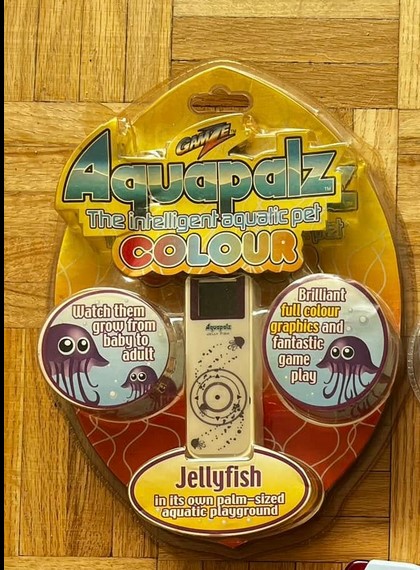 GAMZE
Aquapalz™
The intelligent aquatic pet
COLOUR
Watch them
grow from
baby to
adult
Brilliant
full colour
graphics and
fantastic
game
play
Aquapalz
Jellyfish
in its own palm-sized
aquatic playground